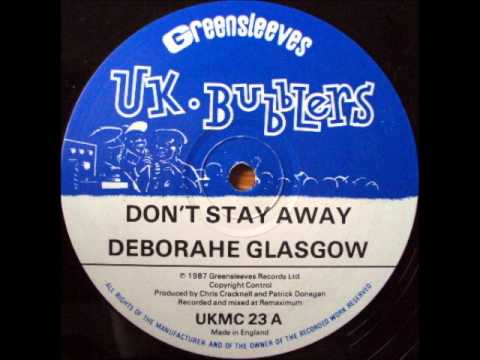 Greensleeves
UK·BUBBLERS
DON'T STAY AWAY
DEBORAHE GLASGOW
℗ 1987 Greensleeves Records Ltd.
Copyright Control
Produced by Chris Cracknell and Patrick Donegan
Recorded and mixed at Remaximum
UKMC 23 A
Made in England
ALL RIGHTS OF THE MANUFACTURER AND OF THE OWNER OF THE RECORDED WORK RESERVED